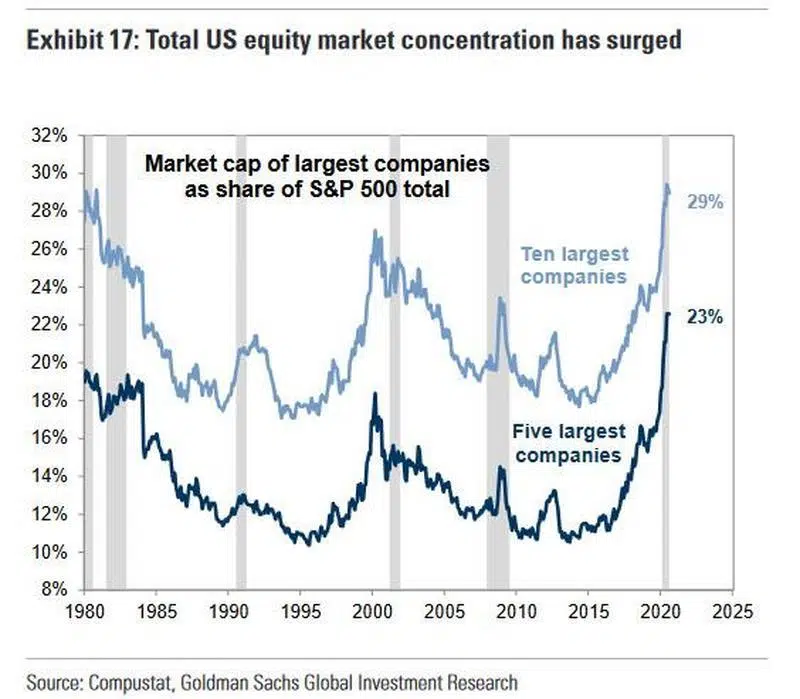 Exhibit 17: Total US equity market concentration has surged
32%
30%
28%
26%
24%
22%
20%
18%
16%
14%
12%
10%
8%
Market cap of largest companies
as share of S&P 500 total
29%
Ten largest
companies
23%
Five largest
companies
1980 1985 1990 1995 2000 2005 2010 2015 2020 2025
Source: Compustat, Goldman Sachs Global Investment Research